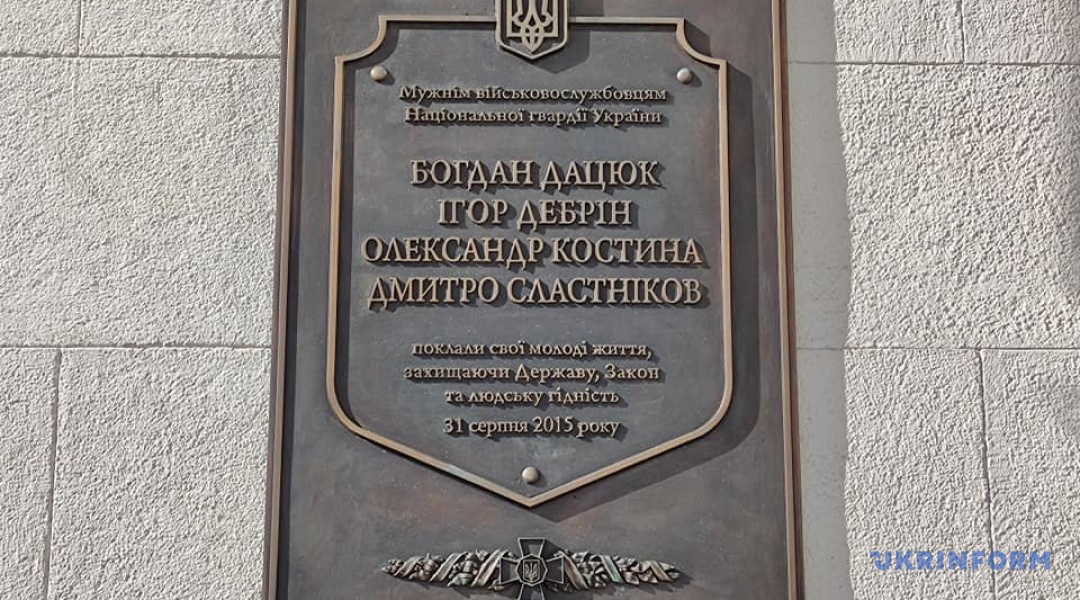 Мужнім військовослужбовцям
Національної гвардії України
БОГДАН ДАЦЮК
ІГОР ДЕБРІН
ОЛЕКСАНДР КОСТИНА
ДМИТРО СЛАСТНІКОВ
поклали свої молоді життя,
захищаючи Державу, Закон
та людську гідність
31 серпня 2015 року
UKRINFORM